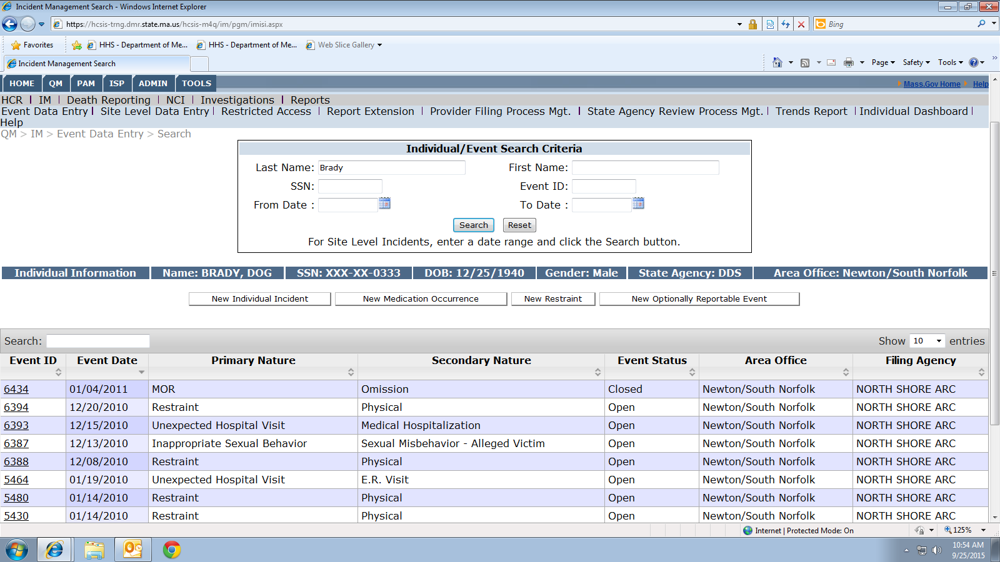 Incident Management Search - Windows Internet Explorer
https://hcsis-trng.dmr.state.ma.us/hcsis-m4q/im/pgm/imisi.aspx
Bing
Favorites
HHS - Department of Me...
HHS - Department of Me...
Web Slice Gallery
Incident Management Search
Page
Safety
Tools
HOME QM PAM ISP ADMIN TOOLS
Mass.Gov Home Help
HCR | IM | Death Reporting | NCI | Investigations | Reports
Event Data Entry | Site Level Data Entry | Restricted Access | Report Extension | Provider Filing Process Mgt. | State Agency Review Process Mgt. | Trends Report | Individual Dashboard |
Help
QM > IM > Event Data Entry > Search
Individual/Event Search Criteria
Last Name: Brady First Name:
SSN: Event ID:
From Date : To Date :
Search Reset
For Site Level Incidents, enter a date range and click the Search button.
Individual Information Name: BRADY, DOG SSN: XXX-XX-0333 DOB: 12/25/1940 Gender: Male State Agency: DDS Area Office: Newton/South Norfolk
New Individual Incident New Medication Occurrence New Restraint New Optionally Reportable Event
Search: Show 10 entries
Event ID Event Date Primary Nature Secondary Nature Event Status Area Office Filing Agency
6434 01/04/2011 MOR Omission Closed Newton/South Norfolk NORTH SHORE ARC
6394 12/20/2010 Restraint Physical Open Newton/South Norfolk NORTH SHORE ARC
6393 12/15/2010 Unexpected Hospital Visit Medical Hospitalization Open Newton/South Norfolk NORTH SHORE ARC
6387 12/13/2010 Inappropriate Sexual Behavior Sexual Misbehavior - Alleged Victim Open Newton/South Norfolk NORTH SHORE ARC
6388 12/08/2010 Restraint Physical Open Newton/South Norfolk NORTH SHORE ARC
5464 01/19/2010 Unexpected Hospital Visit E.R. Visit Open Newton/South Norfolk NORTH SHORE ARC
5480 01/14/2010 Restraint Physical Open Newton/South Norfolk NORTH SHORE ARC
5430 01/14/2010 Restraint Physical Open Newton/South Norfolk NORTH SHORE ARC
Internet | Protected Mode: On 125%
10:54 AM
9/25/2015